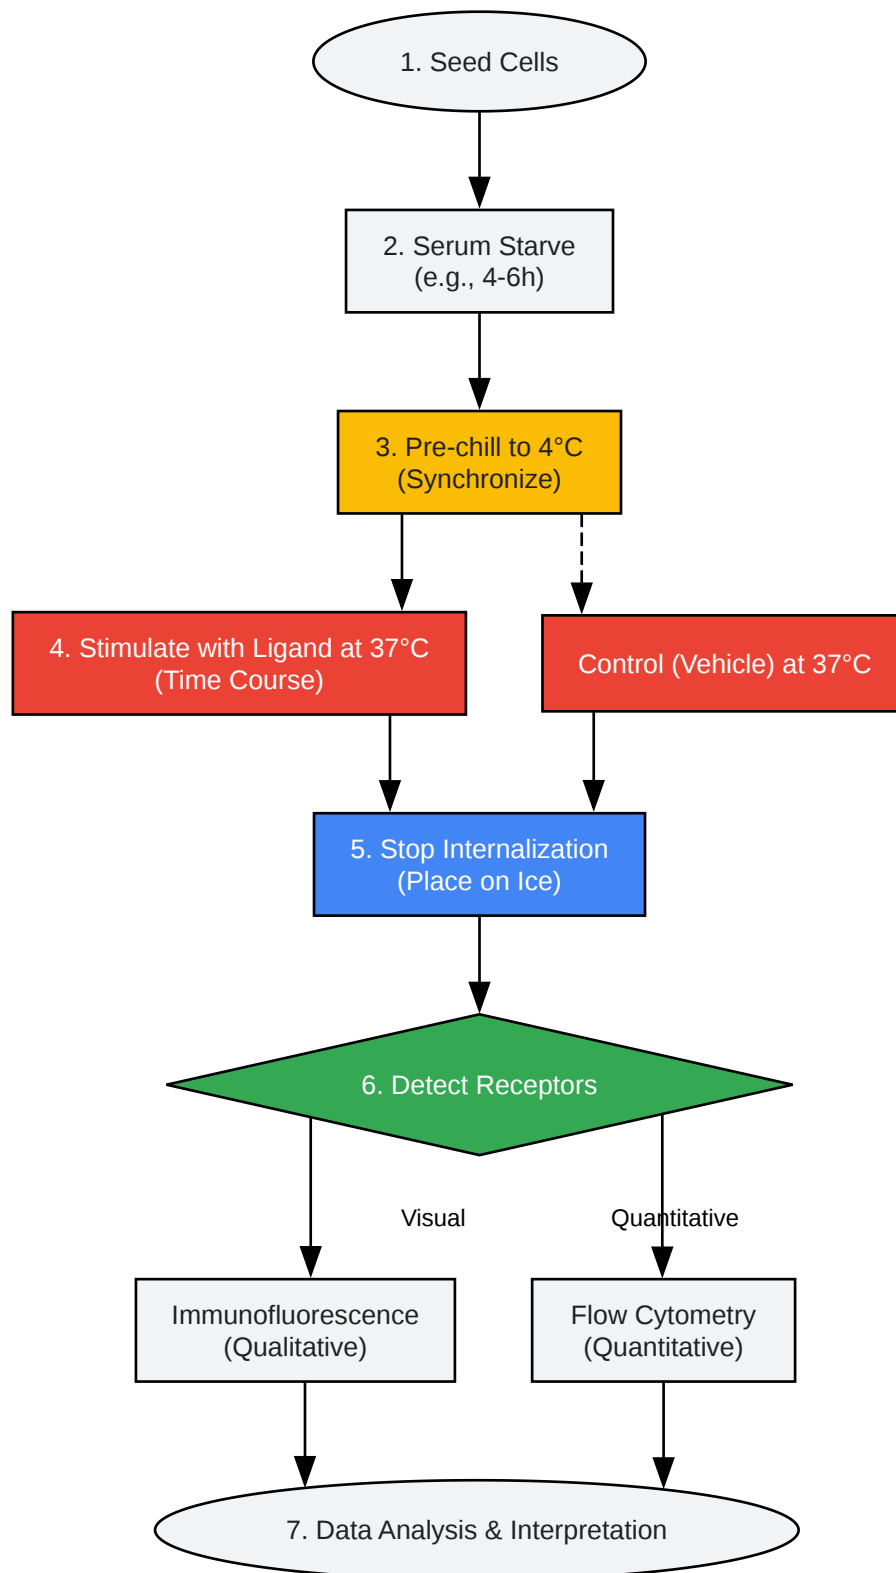 1. Seed Cells
2. Serum Starve
(e.g., 4-6h)
3. Pre-chill to 4°C
(Synchronize)
4. Stimulate with Ligand at 37°C
(Time Course)
Control (Vehicle) at 37°C
5. Stop Internalization
(Place on Ice)
6. Detect Receptors
Visual
Quantitative
Immunofluorescence
(Qualitative)
Flow Cytometry
(Quantitative)
7. Data Analysis & Interpretation